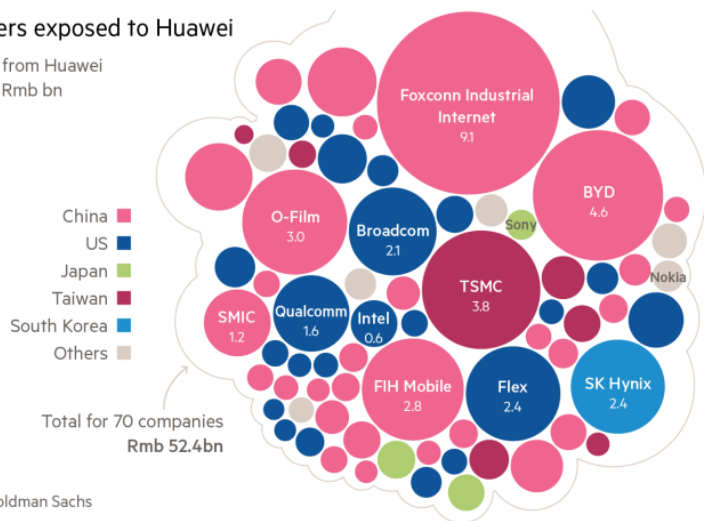 ers exposed to Huawei
from Huawei
Rmb bn
Foxconn Industrial
Internet
9.1
BYD
4.6
O-Film
3.0
Broadcom
2.1
Sony
China
US
Japan
Taiwan
South Korea
Others
TSMC
3.8
Nokia
SMIC
1.2
Qualcomm
1.6
Intel
0.6
FIH Mobile
2.8
Flex
2.4
SK Hynix
2.4
Total for 70 companies
Rmb 52.4bn
oldman Sachs